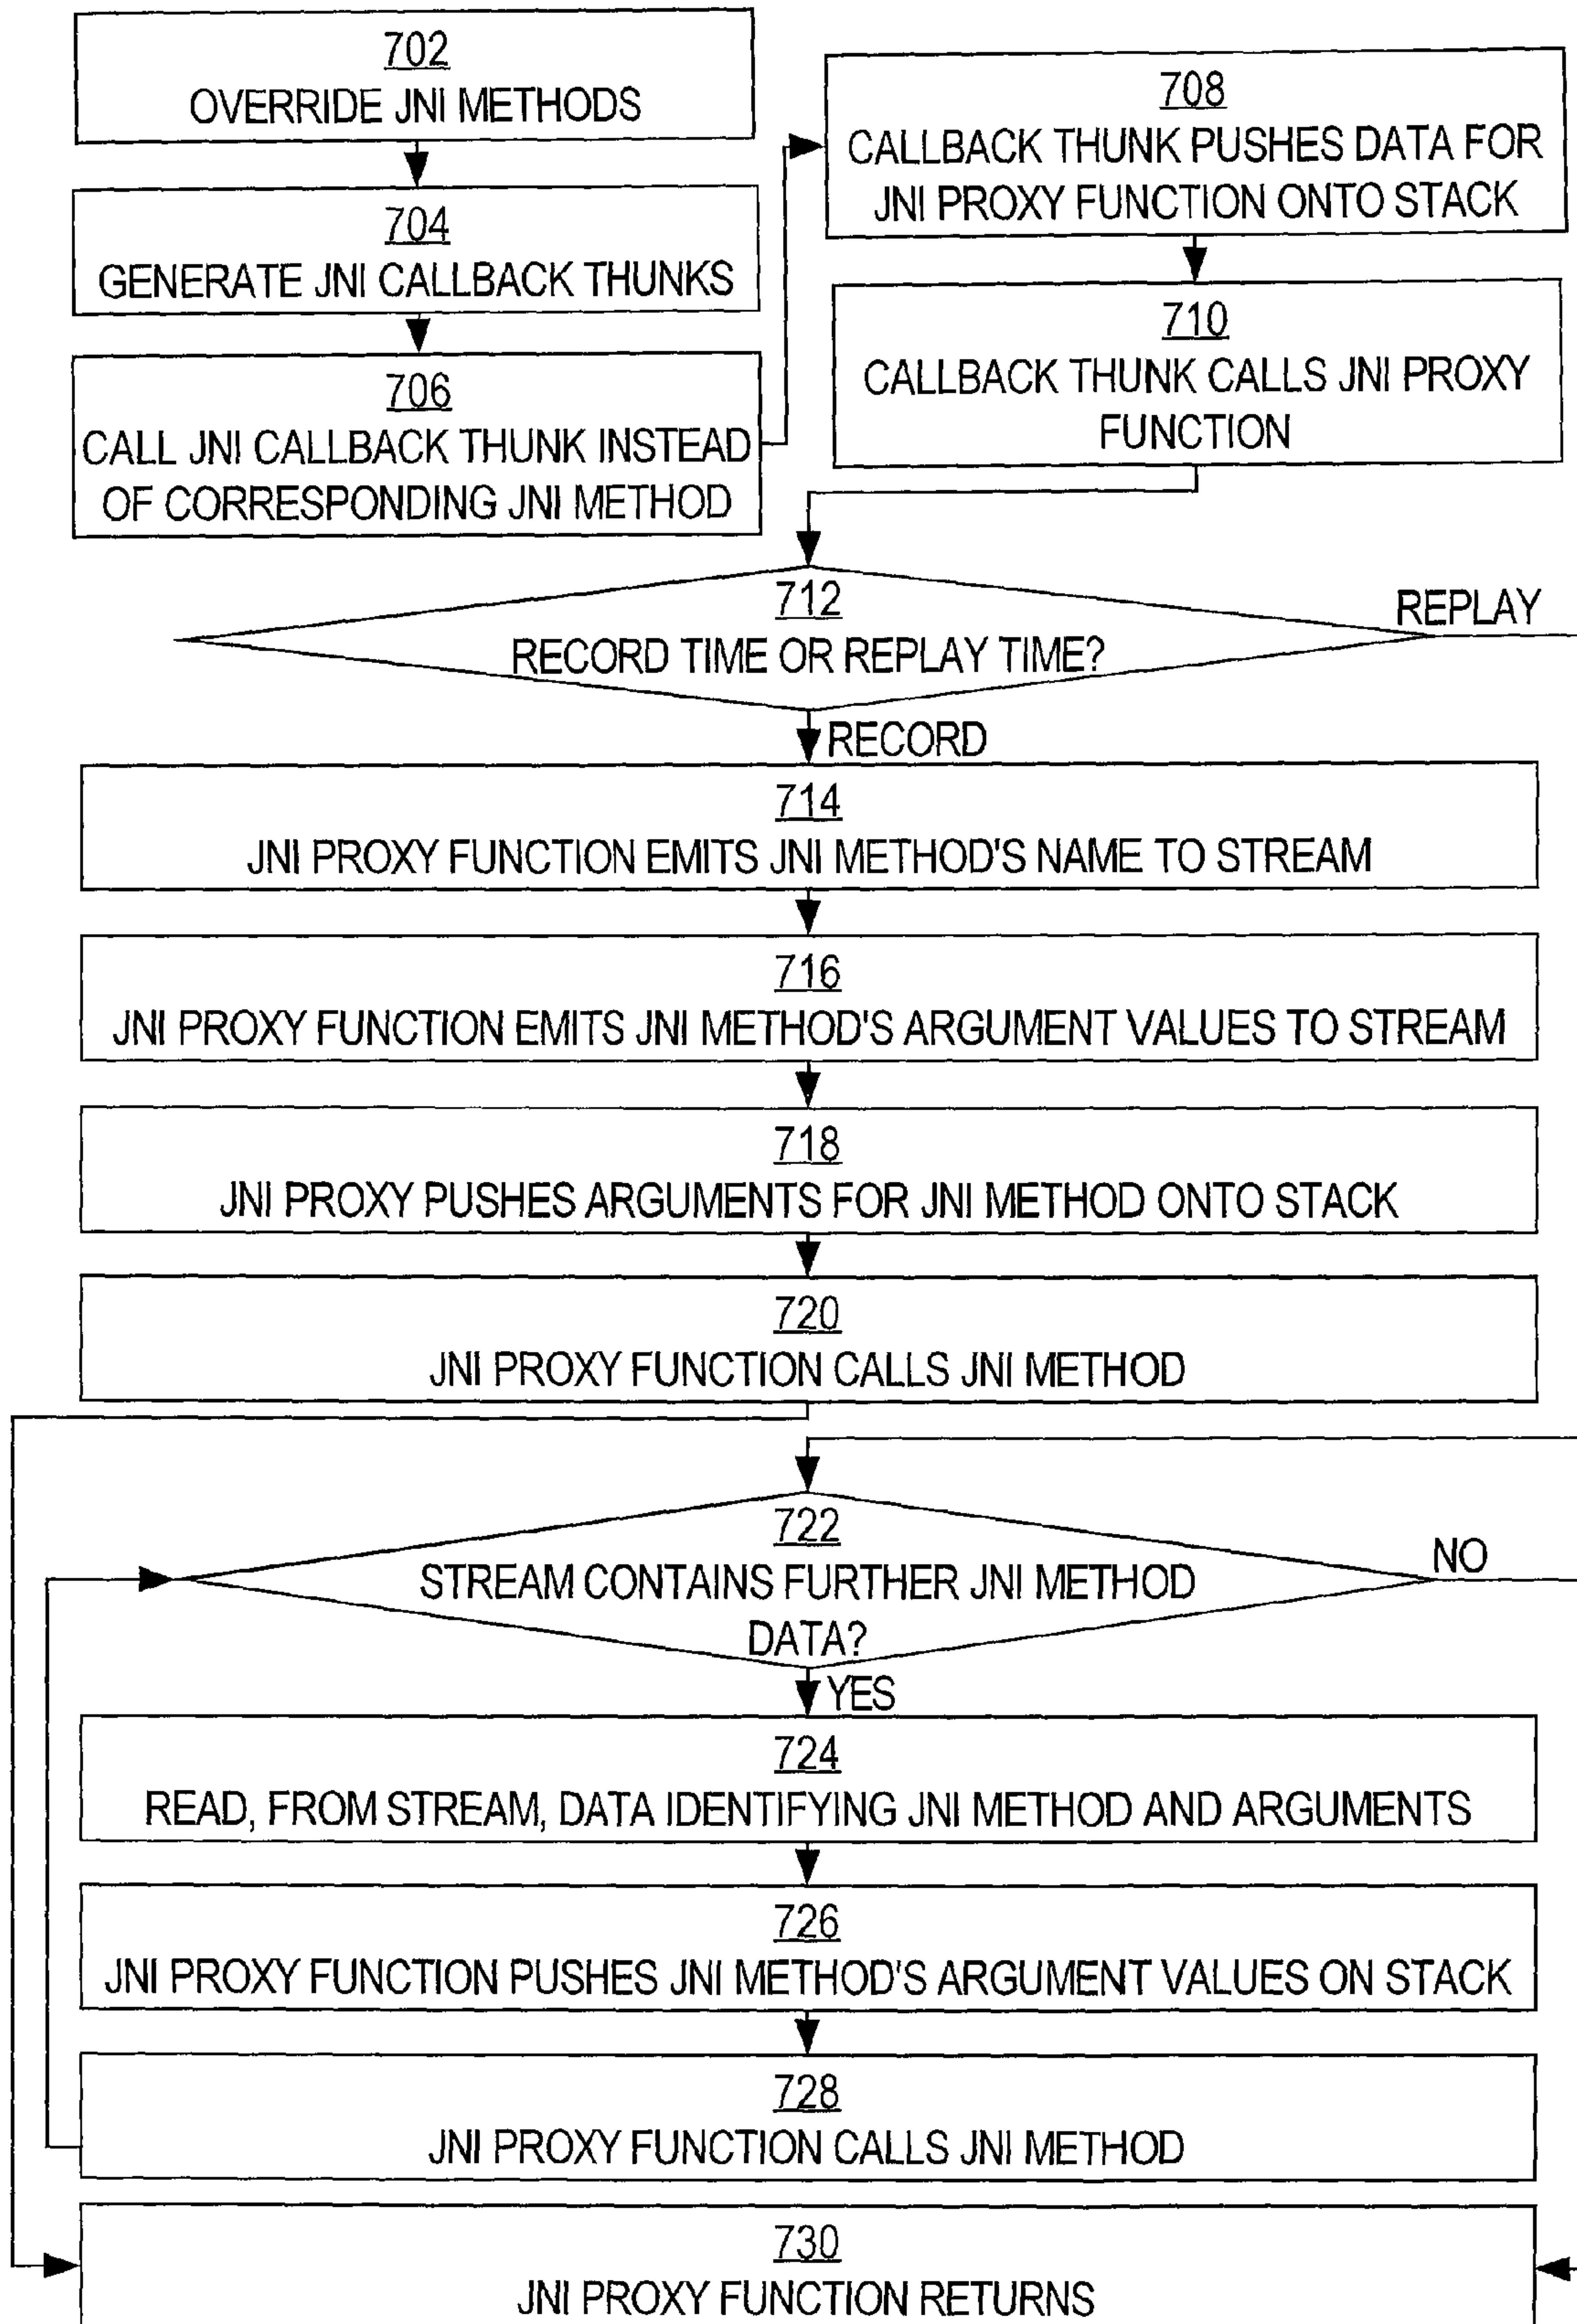 702
OVERRIDE JNI METHODS
704
GENERATE JNI CALLBACK THUNKS
706
CALL JNI CALLBACK THUNK INSTEAD
OF CORRESPONDING JNI METHOD
708
CALLBACK THUNK PUSHES DATA FOR
JNI PROXY FUNCTION ONTO STACK
710
CALLBACK THUNK CALLS JNI PROXY
FUNCTION
712
RECORD TIME OR REPLAY TIME?
REPLAY
RECORD
714
JNI PROXY FUNCTION EMITS JNI METHOD'S NAME TO STREAM
716
JNI PROXY FUNCTION EMITS JNI METHOD'S ARGUMENT VALUES TO STREAM
718
JNI PROXY PUSHES ARGUMENTS FOR JNI METHOD ONTO STACK
720
JNI PROXY FUNCTION CALLS JNI METHOD
722
STREAM CONTAINS FURTHER JNI METHOD
DATA?
NO
YES
724
READ, FROM STREAM, DATA IDENTIFYING JNI METHOD AND ARGUMENTS
726
JNI PROXY FUNCTION PUSHES JNI METHOD'S ARGUMENT VALUES ON STACK
728
JNI PROXY FUNCTION CALLS JNI METHOD
730
JNI PROXY FUNCTION RETURNS